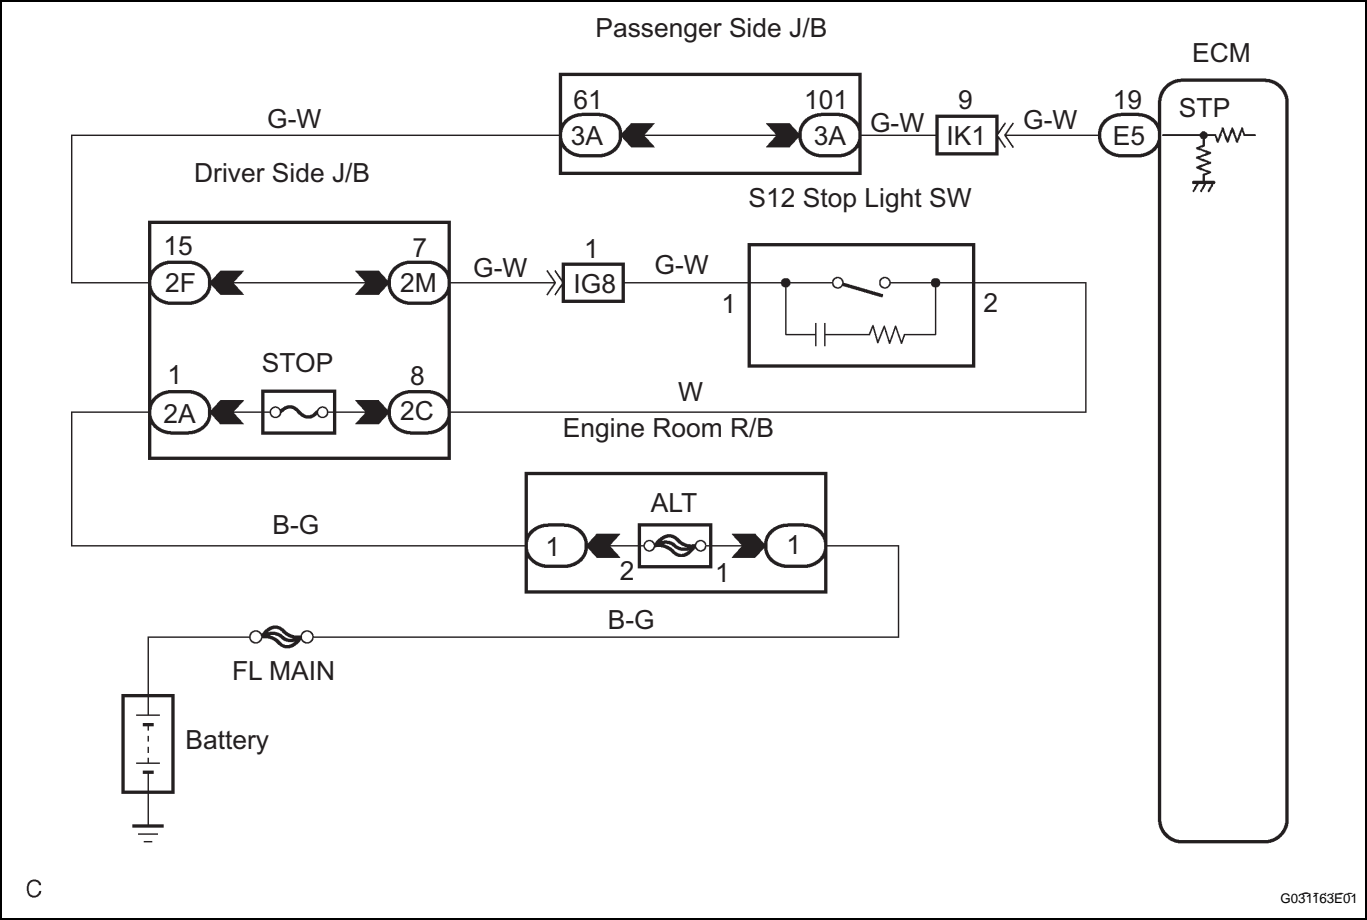 Passenger Side J/B
ECM
61
101
9
19
STP
G-W
3A
3A
G-W
IK1
G-W
E5
Driver Side J/B
S12 Stop Light SW
15
7
1
2F
2M
G-W
IG8
G-W
1
2
STOP
1
8
2A
2C
W
Engine Room R/B
ALT
B-G
1
1
2
1
B-G
FL MAIN
Battery
C
G031163E01